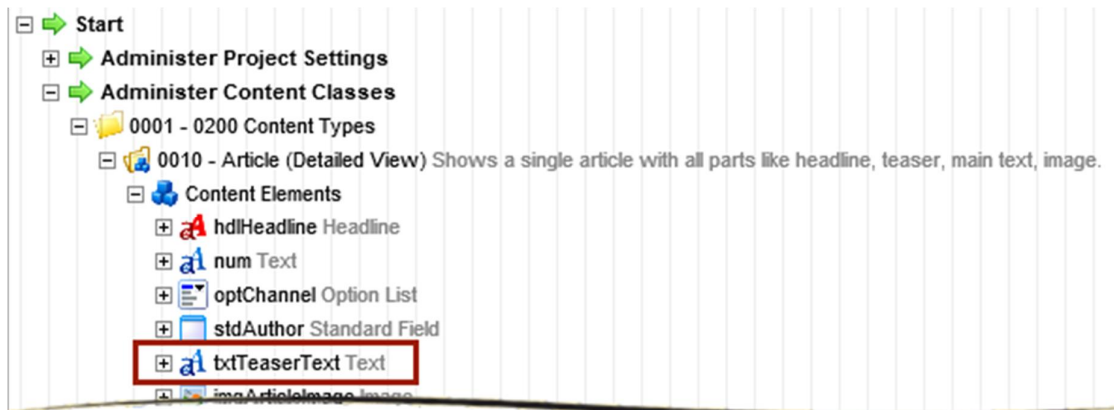 Start
Administer Project Settings
Administer Content Classes
0001 - 0200 Content Types
0010 - Article (Detailed View) Shows a single article with all parts like headline, teaser, main text, image.
Content Elements
hdlHeadline Headline
num Text
optChannel Option List
stdAuthor Standard Field
txtTeaserText Text
imgArticleImage Image